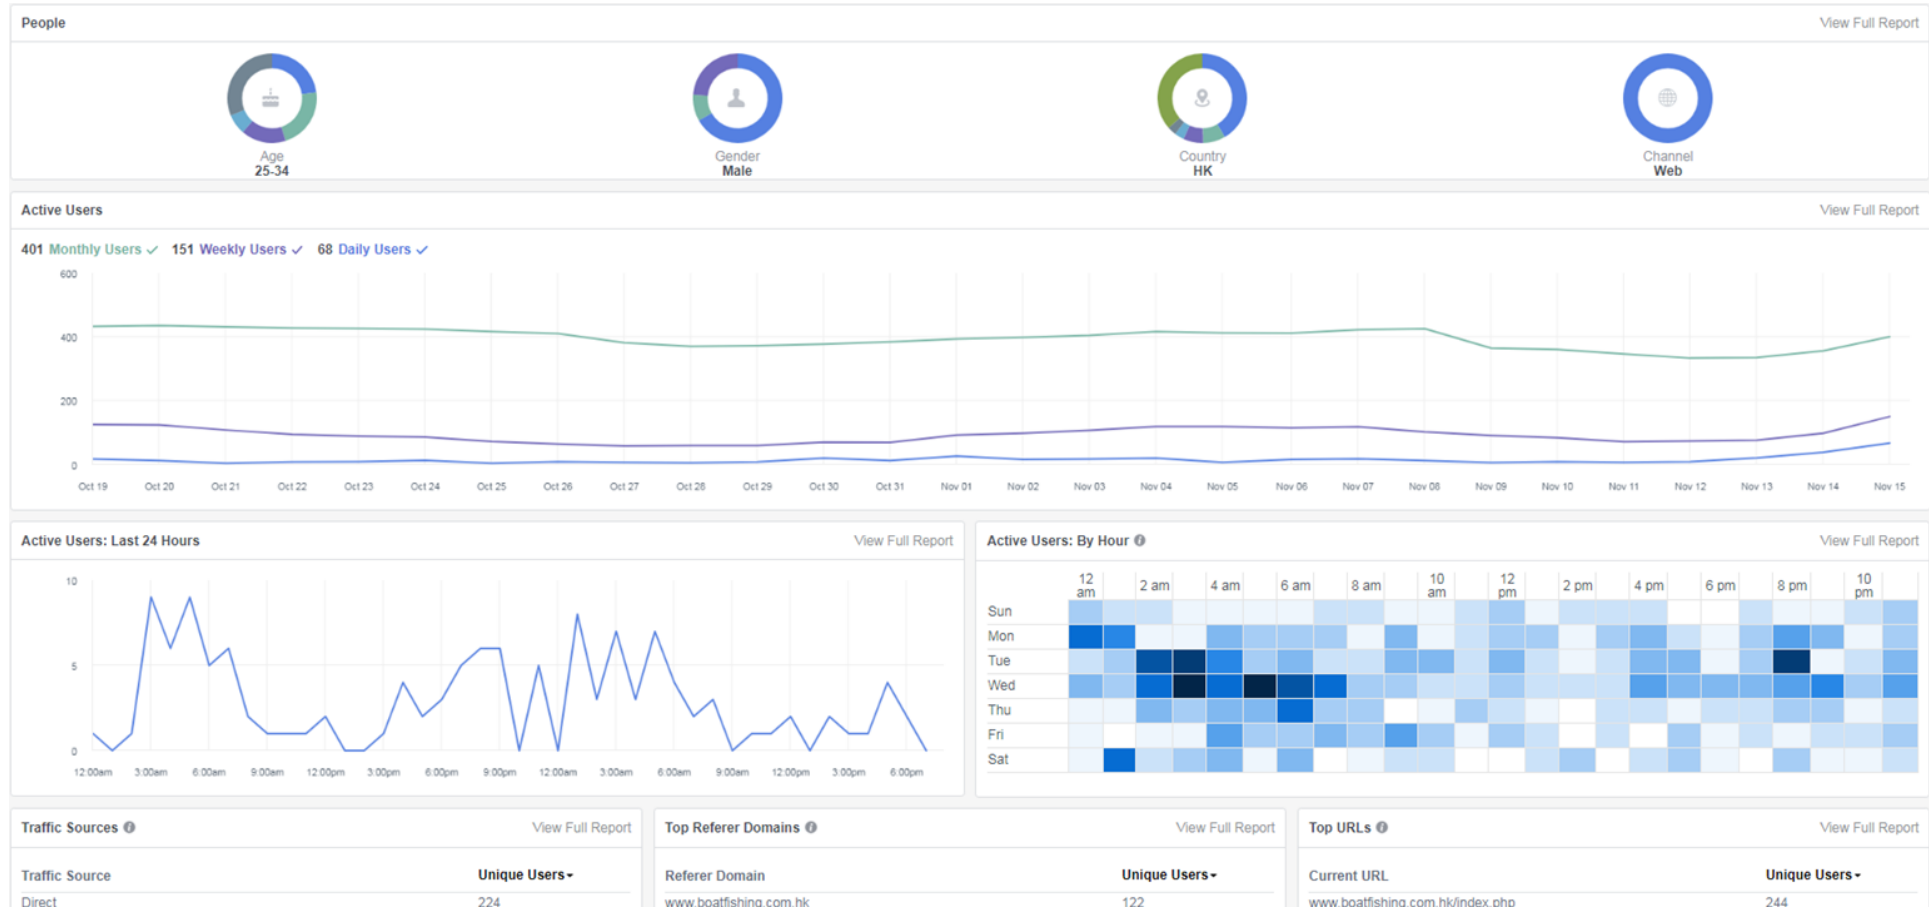 People View Full Report
Age Gender Country Channel
25-34 Male HK Web
Active Users View Full Report
401 Monthly Users 151 Weekly Users 68 Daily Users
600
400
200
0
Oct 19 Oct 20 Oct 21 Oct 22 Oct 23 Oct 24 Oct 25 Oct 26 Oct 27 Oct 28 Oct 29 Oct 30 Oct 31 Nov 01 Nov 02 Nov 03 Nov 04 Nov 05 Nov 06 Nov 07 Nov 08 Nov 09 Nov 10 Nov 11 Nov 12 Nov 13 Nov 14 Nov 15
Active Users: Last 24 Hours View Full Report
10
5
0
12:00am 3:00am 6:00am 9:00am 12:00pm 3:00pm 6:00pm 9:00pm 12:00am 3:00am 6:00am 9:00am 12:00pm 3:00pm 6:00pm
Active Users: By Hour View Full Report
12 am 2 am 4 am 6 am 8 am 10 am 12 pm 2 pm 4 pm 6 pm 8 pm 10 pm
Sun
Mon
Tue
Wed
Thu
Fri
Sat
Traffic Sources View Full Report
Traffic Source Unique Users
Direct 224
Top Referer Domains View Full Report
Referer Domain Unique Users
www.boatfishing.com.hk 122
Top URLs View Full Report
Current URL Unique Users
www.boatfishing.com.hk/index.php 244